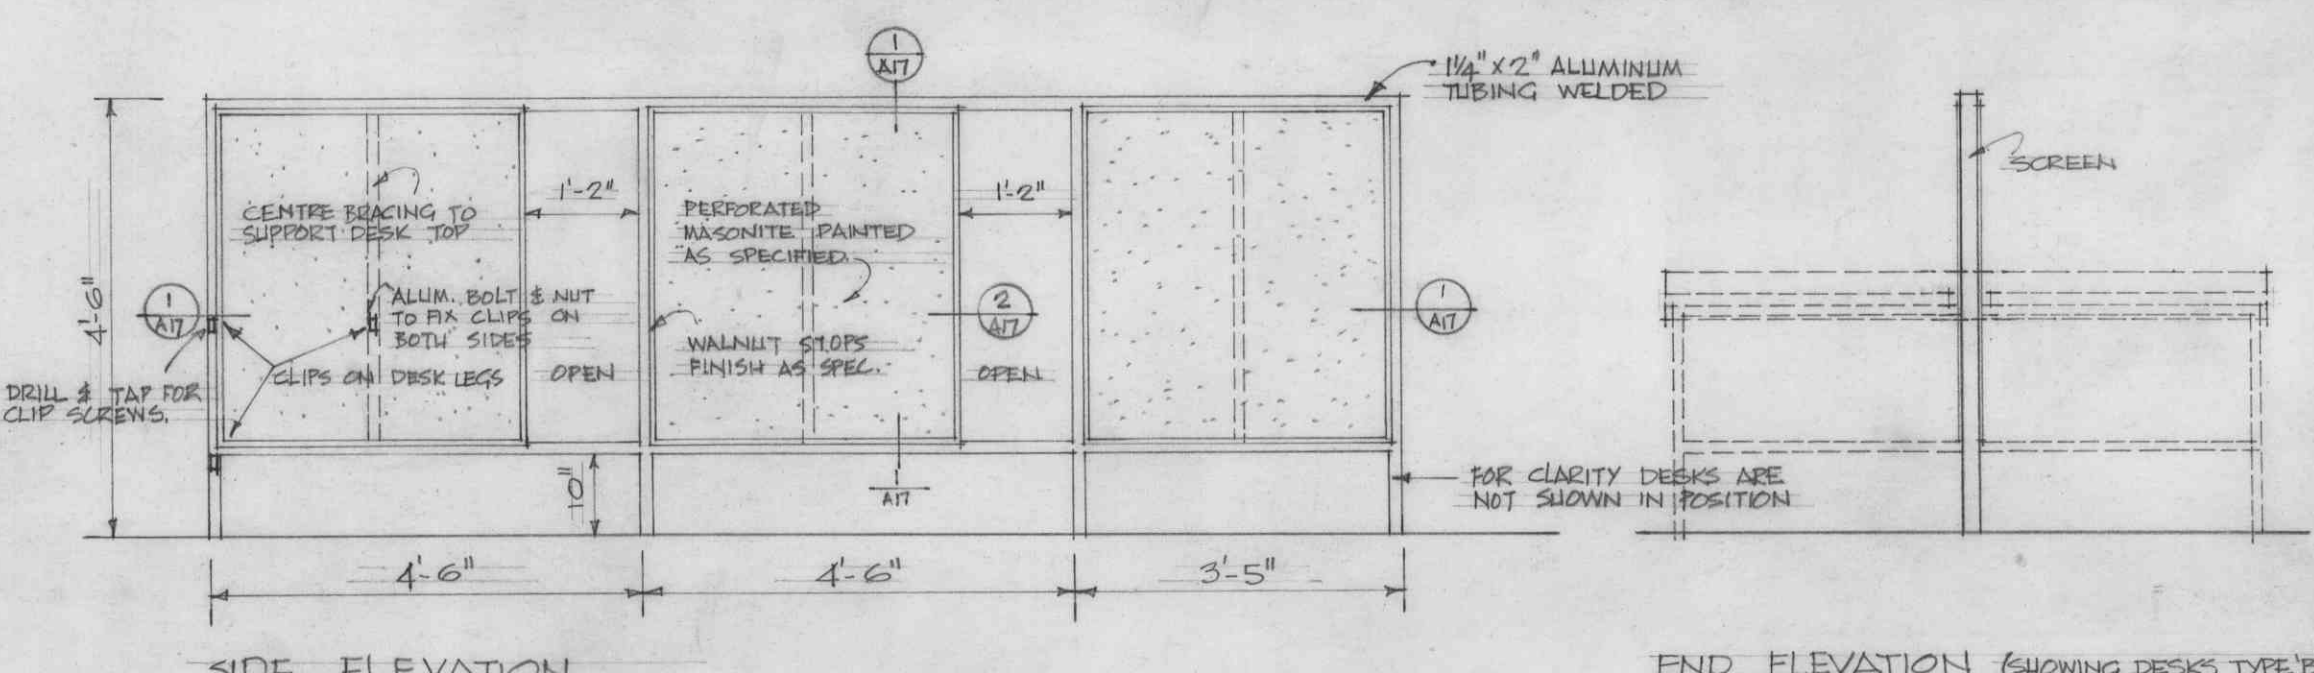 1
A17
1¼" x 2" ALUMINUM
TUBING WELDED
SCREEN
1'-2"
1'-2"
CENTRE BRACING TO
SUPPORT DESK TOP
PERFORATED
MASONITE PAINTED
AS SPECIFIED.
4'-6"
1
A17
ALUM. BOLT & NUT
TO FIX CLIPS ON
BOTH SIDES
2
A17
1
A17
WALNUT STOPS
FINISH AS SPEC.
CLIPS ON DESK LEGS
OPEN
OPEN
DRILL & TAP FOR
CLIP SCREWS.
10"
1
A17
FOR CLARITY DESKS ARE
NOT SHOWN IN POSITION
4'-6"
4'-6"
3'-5"
SIDE ELEVATION
END ELEVATION (SHOWING DESKS TYPE 'B